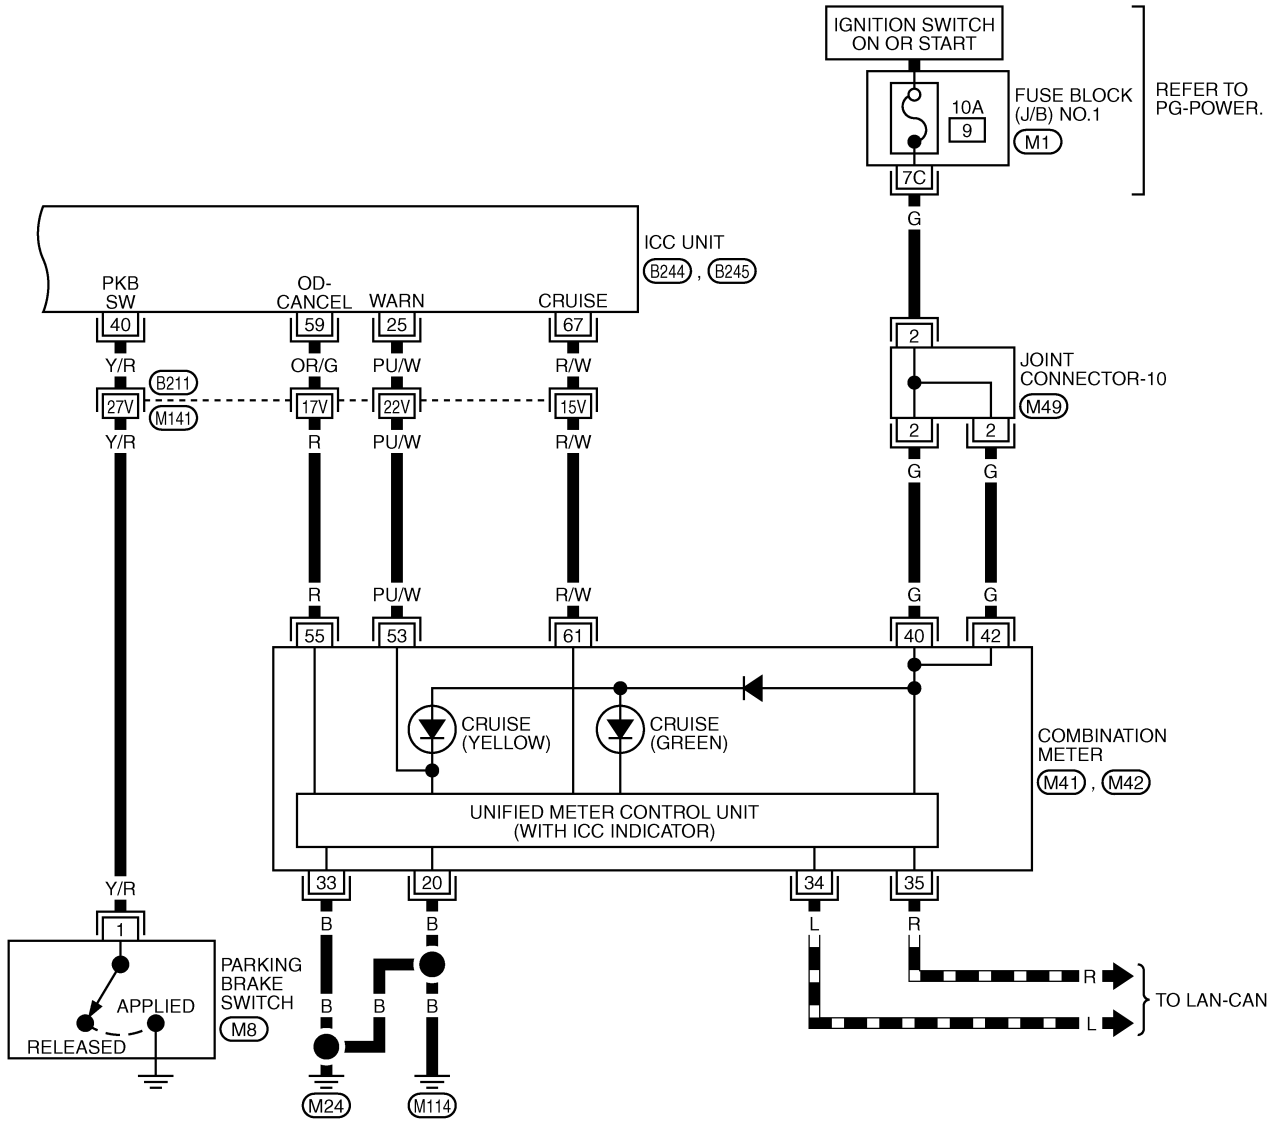 IGNITION SWITCH
ON OR START
REFER TO
PG-POWER.
10A
9
FUSE BLOCK
(J/B) NO.1
M1
7C
G
ICC UNIT
B244 , B245
PKB
SW
OD-
CANCEL
WARN
CRUISE
40
59
25
67
2
Y/R
OR/G
PU/W
R/W
JOINT
CONNECTOR-10
M49
B211
M141
27V
17V
22V
15V
2
2
Y/R
R
PU/W
R/W
G
G
R
PU/W
R/W
G
G
55
53
61
40
42
CRUISE
(YELLOW)
CRUISE
(GREEN)
COMBINATION
METER
M41 , M42
UNIFIED METER CONTROL UNIT
(WITH ICC INDICATOR)
33
20
34
35
Y/R
B
B
L
R
1
PARKING
BRAKE
SWITCH
M8
APPLIED
RELEASED
B
B
B
R
L
TO LAN-CAN
M24
M114